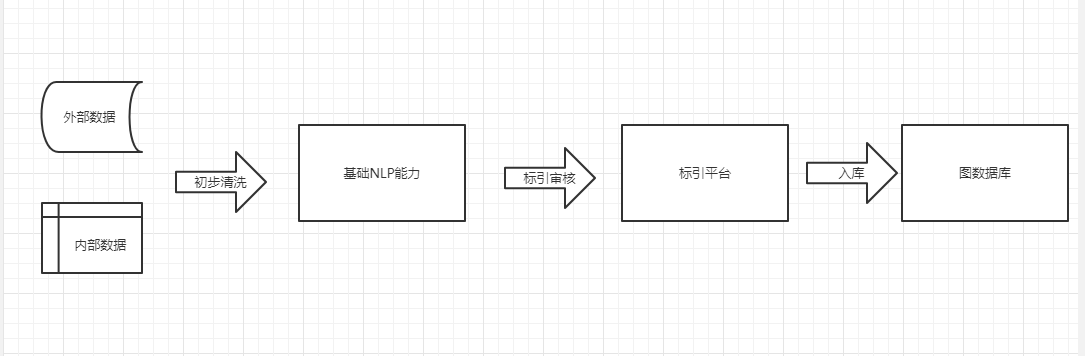 外部数据
内部数据
初步清洗
基础NLP能力
标引审核
标引平台
入库
图数据库